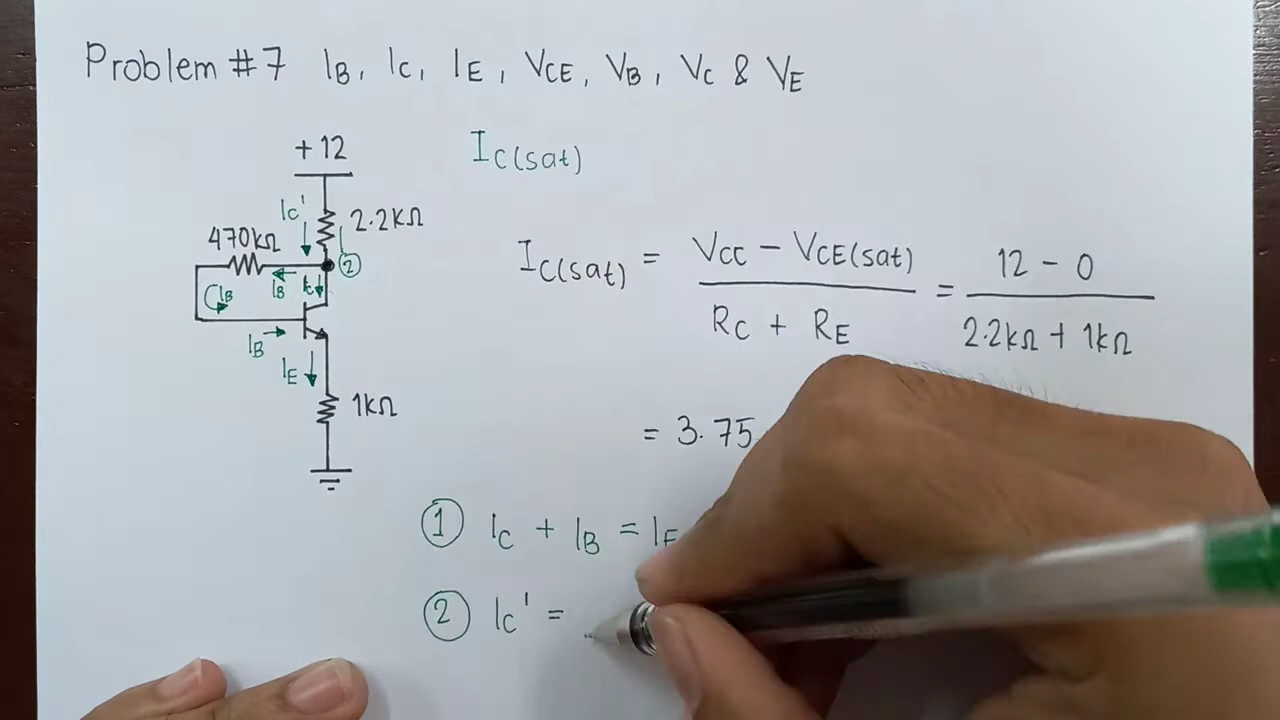 Problem #7 IB, IC, IE, VCE, VB, VC & VE
+12
IC(sat)
IC'
2.2kΩ
470kΩ
2
IB
IC
IB
IB
IE
1kΩ
IC(sat) = VCC - VCE(sat) / RC + RE = 12 - 0 / 2.2kΩ + 1kΩ
= 3.75
1 IC + IB = IE
2 IC' =